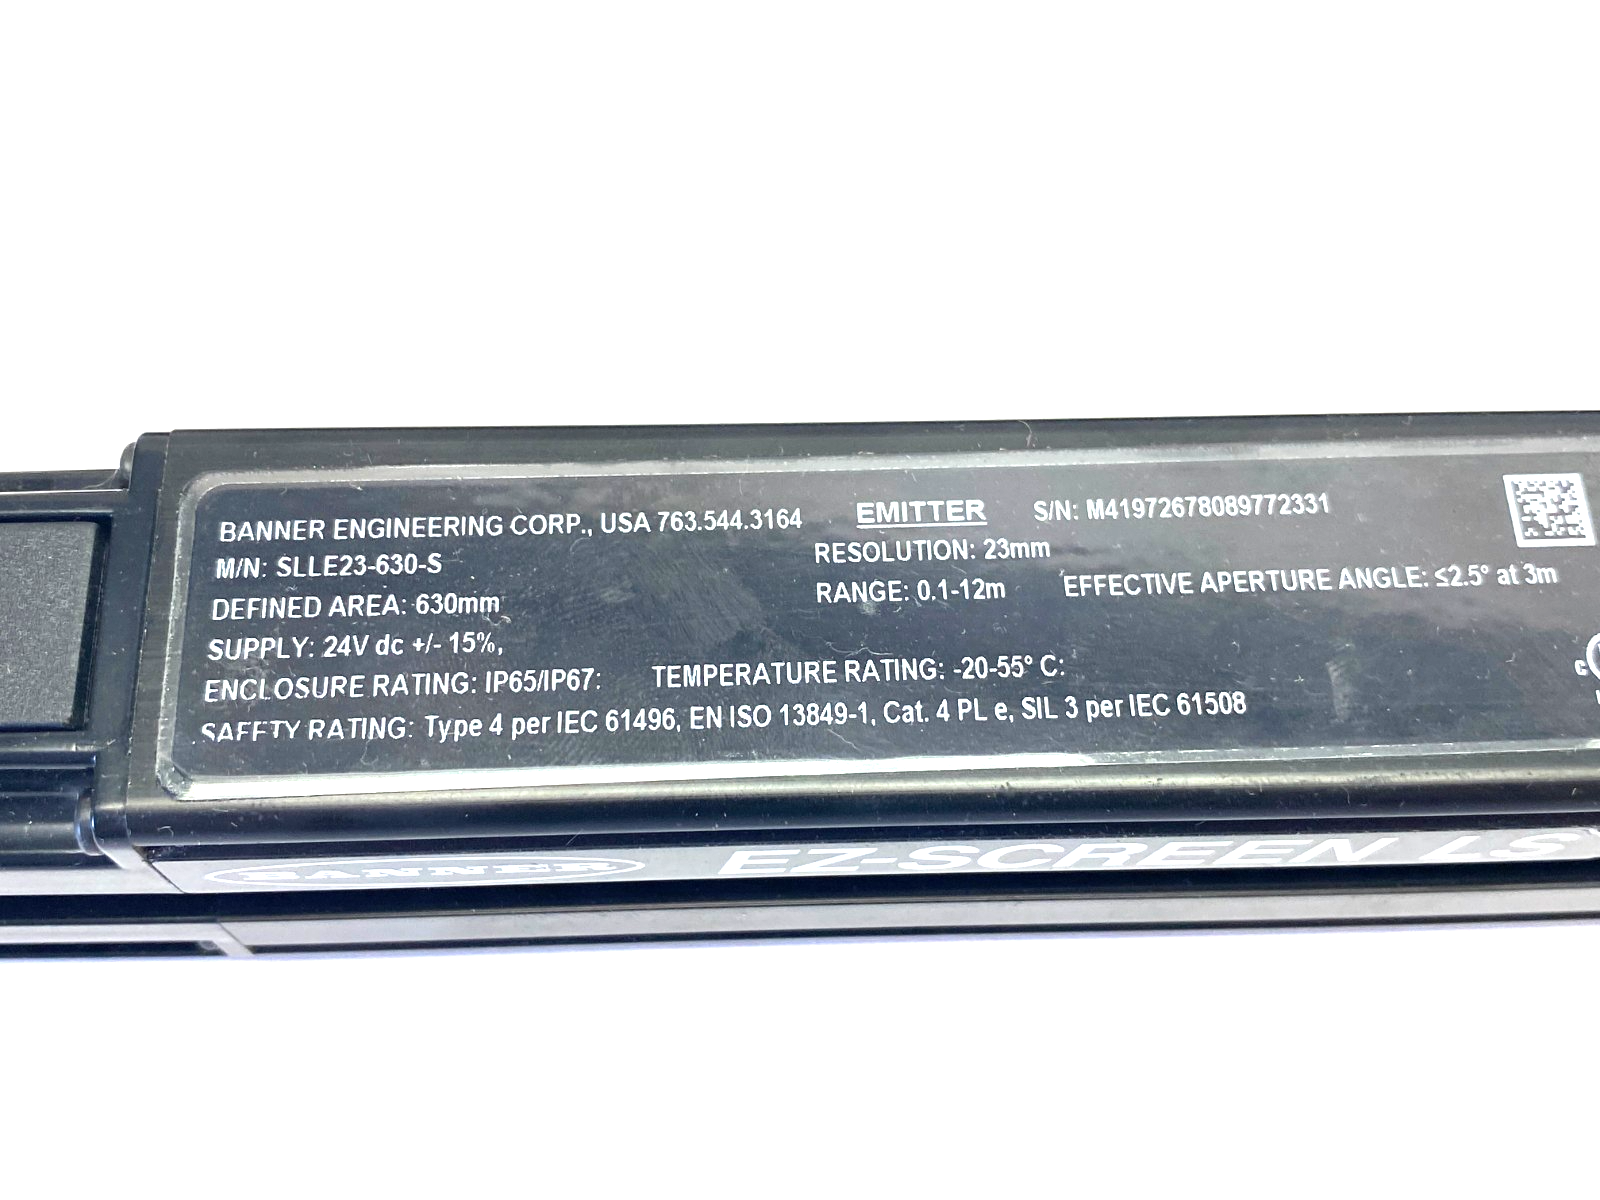 BANNER ENGINEERING CORP., USA 763.544.3164 EMITTER S/N: M41972678089772331
M/N: SLLE23-630-S RESOLUTION: 23mm
DEFINED AREA: 630mm RANGE: 0.1-12m EFFECTIVE APERTURE ANGLE: ≤2.5° at 3m
SUPPLY: 24V dc +/- 15%,
ENCLOSURE RATING: IP65/IP67: TEMPERATURE RATING: -20-55° C:
SAFETY RATING: Type 4 per IEC 61496, EN ISO 13849-1, Cat. 4 PL e, SIL 3 per IEC 61508
c
BANNER EZ-SCREEN LS